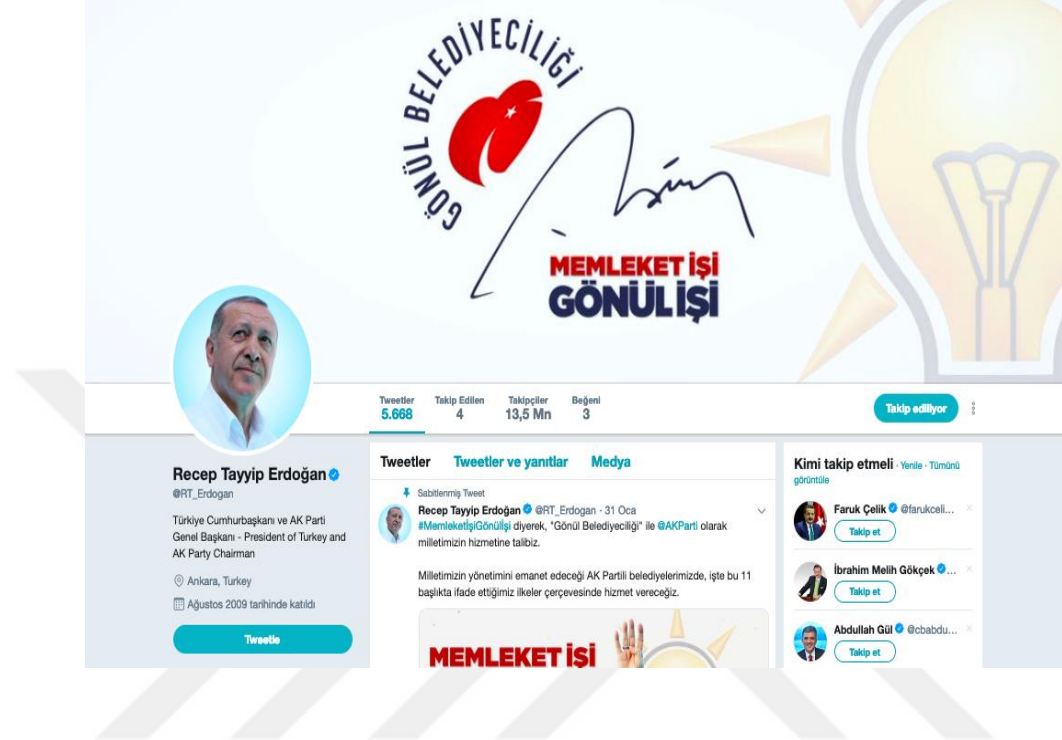 GÖNÜL BELEDİYECİLİĞİ
MEMLEKET İŞİ
GÖNÜL İŞİ
Tweetler
5.668
Takip Edilen
4
Takipçiler
13,5 Mn
Beğeni
3
Takip ediliyor
Recep Tayyip Erdoğan
@RT_Erdogan
Türkiye Cumhurbaşkanı ve AK Parti
Genel Başkanı - President of Turkey and
AK Party Chairman
Ankara, Turkey
Ağustos 2009 tarihinde katıldı
Tweetle
Tweetler Tweetler ve yanıtlar Medya
Sabitlenmiş Tweet
Recep Tayyip Erdoğan @RT_Erdogan · 31 Oca
#MemleketİşiGönülİşi diyerek, "Gönül Belediyeciliği" ile @AKParti olarak
milletimizin hizmetine talibiz.
Milletimizin yönetimini emanet edeceği AK Partili belediyelerimizde, işte bu 11
başlıkta ifade ettiğimiz ilkeler çerçevesinde hizmet vereceğiz.
MEMLEKET İŞİ
Kimi takip etmeli · Yenile · Tümünü
görüntüle
Faruk Çelik @farukceli...
Takip et
İbrahim Melih Gökçek ...
Takip et
Abdullah Gül @cbabdu...
Takip et